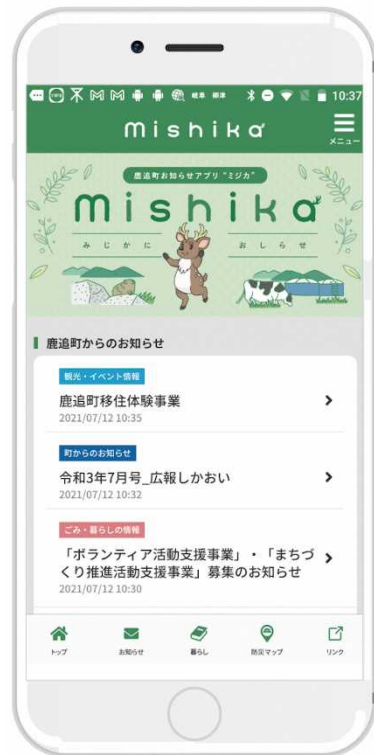 10:37
mishika
メニュー
鹿追町お知らせアプリ "ミジカ"
mishika
みじかに おしらせ
鹿追町からのお知らせ
観光・イベント情報
鹿追町移住体験事業
2021/07/12 10:35
町からのお知らせ
令和3年7月号_広報しかおい
2021/07/12 10:32
ごみ・暮らしの情報
「ボランティア活動支援事業」・「まちづ
くり推進活動支援事業」募集のお知らせ
2021/07/12 10:30
トップ お知らせ 暮らし 防災マップ リンク